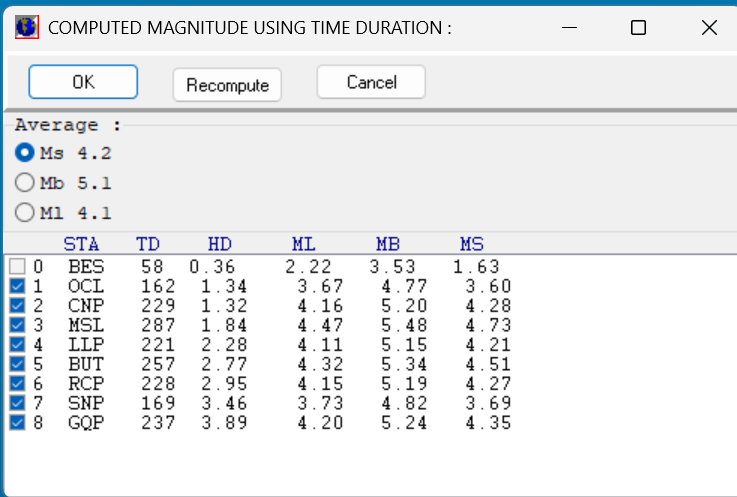 COMPUTED MAGNITUDE USING TIME DURATION :
OK Recompute Cancel
Average :
Ms 4.2
Mb 5.1
Ml 4.1
STA TD HD ML MB MS
0 BES 58 0.36 2.22 3.53 1.63
1 OCL 162 1.34 3.67 4.77 3.60
2 CNP 229 1.32 4.16 5.20 4.28
3 MSL 287 1.84 4.47 5.48 4.73
4 LLP 221 2.28 4.11 5.15 4.21
5 BUT 257 2.77 4.32 5.34 4.51
6 RCP 228 2.95 4.15 5.19 4.27
7 SNP 169 3.46 3.73 4.82 3.69
8 GQP 237 3.89 4.20 5.24 4.35